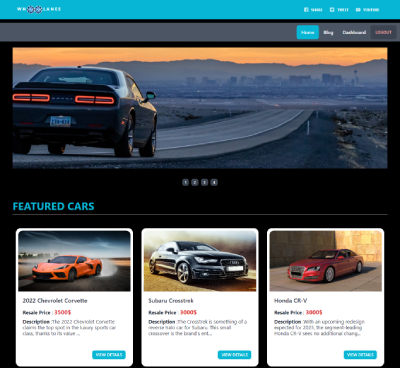 WH LANES
SHARE TWEET YOUTUBE
Home Blog Dashboard LOGOUT
1 2 3 4
FEATURED CARS
2022 Chevrolet Corvette
Resale Price : 3500$
Description :The 2022 Chevrolet Corvette
claims the top spot in the luxury sports car
class, thanks to its value ...
VIEW DETAILS
Subaru Crosstrek
Resale Price : 3000$
Description :The Crosstrek is something of a
reverse halo car for Subaru. This small
crossover is the brand's ent...
VIEW DETAILS
Honda CR-V
Resale Price : 3000$
Description :With an upcoming redesign
expected for 2023, the segment-leading
Honda CR-V sees no additional chang...
VIEW DETAILS